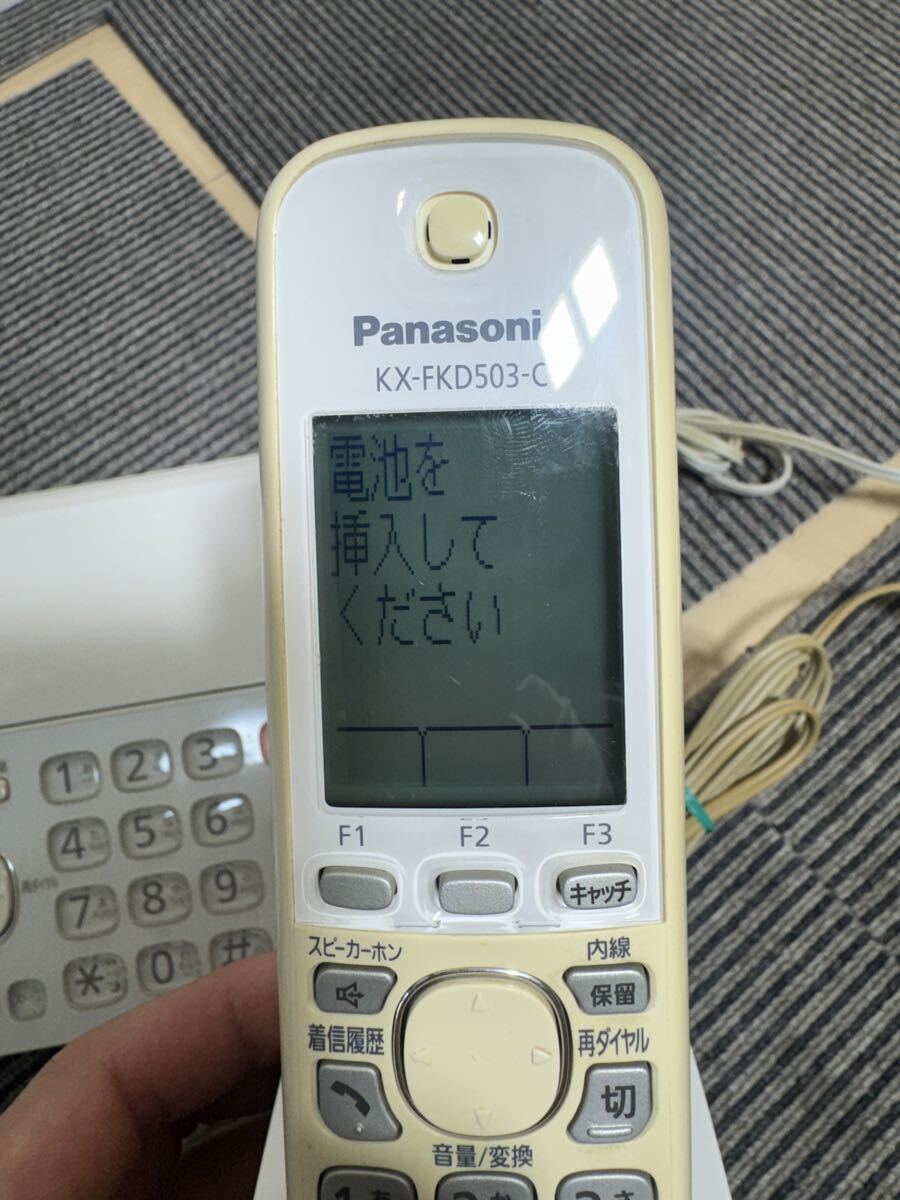 Panasoni
KX-FKD503-C
電池を
挿入して
ください
F1 F2 F3
キャッチ
スピーカーホン 内線
保留
着信履歴 再ダイヤル
切
音量/変換
1 2 3
4 5 6
7 8 9
* 0 #